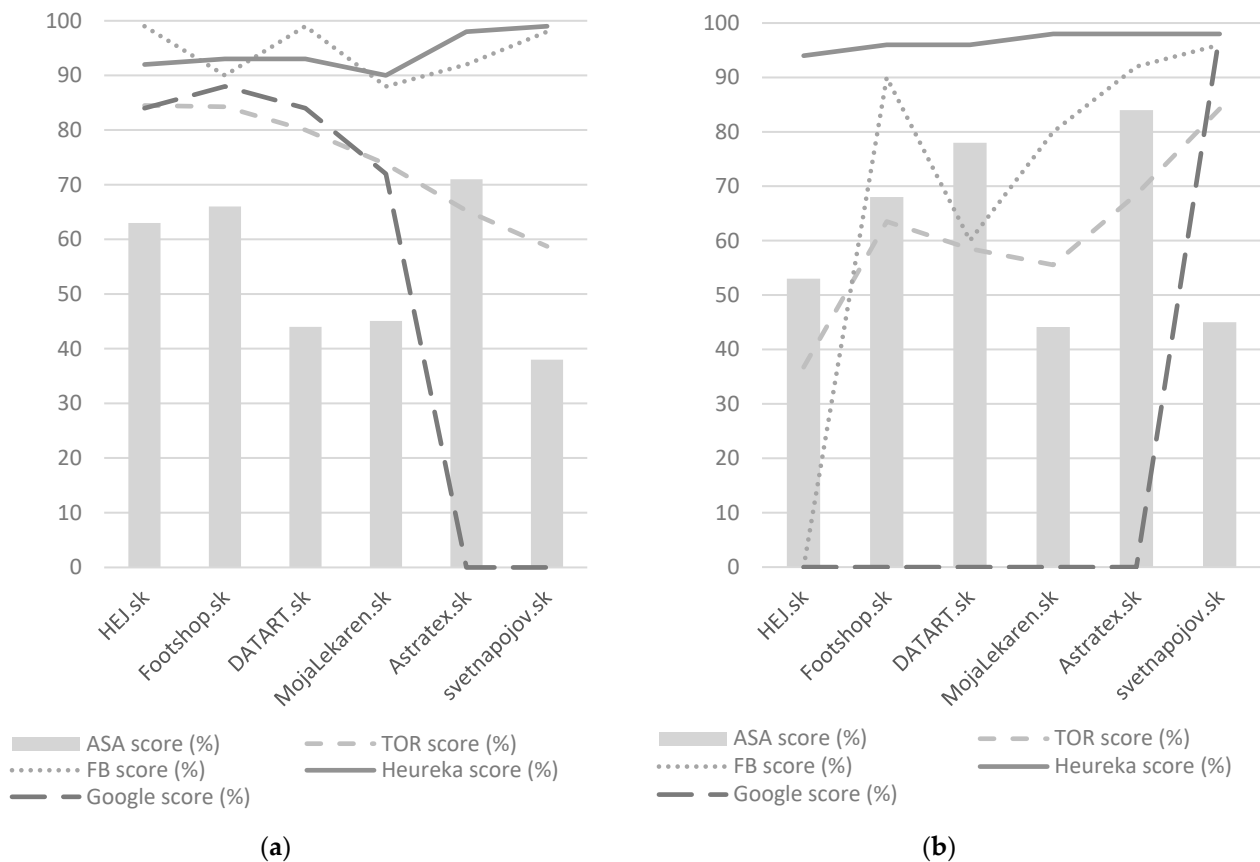 100
90
80
70
60
50
40
30
20
10
0
HEJ.sk
Footshop.sk
DATART.sk
MojaLekaren.sk
Astratex.sk
svetnapojov.sk
ASA score (%)
TOR score (%)
FB score (%)
Heureka score (%)
Google score (%)
(a)
100
90
80
70
60
50
40
30
20
10
0
HEJ.sk
Footshop.sk
DATART.sk
MojaLekaren.sk
Astratex.sk
svetnapojov.sk
ASA score (%)
TOR score (%)
FB score (%)
Heureka score (%)
Google score (%)
(b)